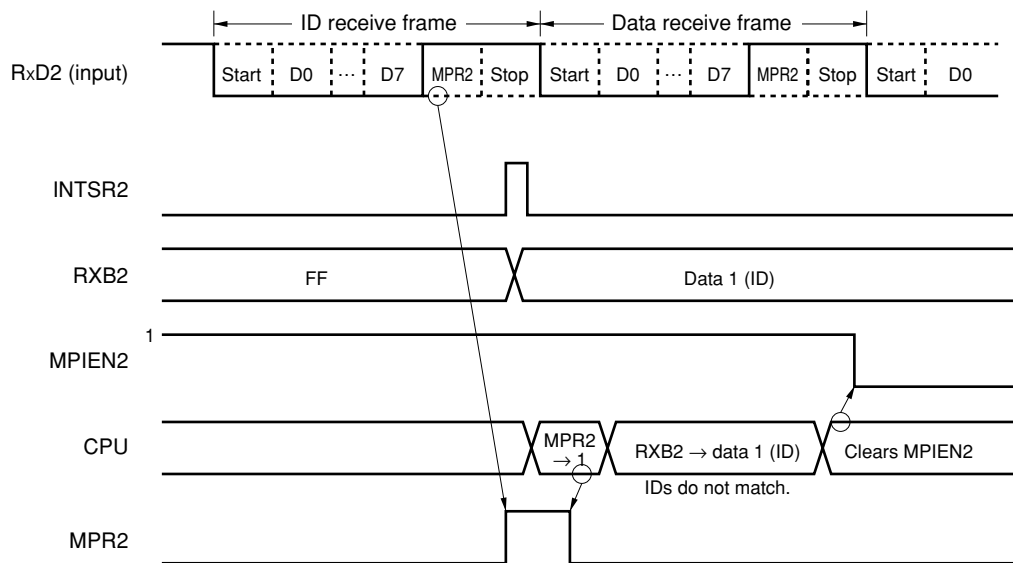 ID receive frame Data receive frame
RxD2 (input) Start D0 ... D7 MPR2 Stop Start D0 ... D7 MPR2 Stop Start D0
INTSR2
RXB2 FF Data 1 (ID)
1
MPIEN2
CPU MPR2 → 1 RXB2 → data 1 (ID) Clears MPIEN2
IDs do not match.
MPR2